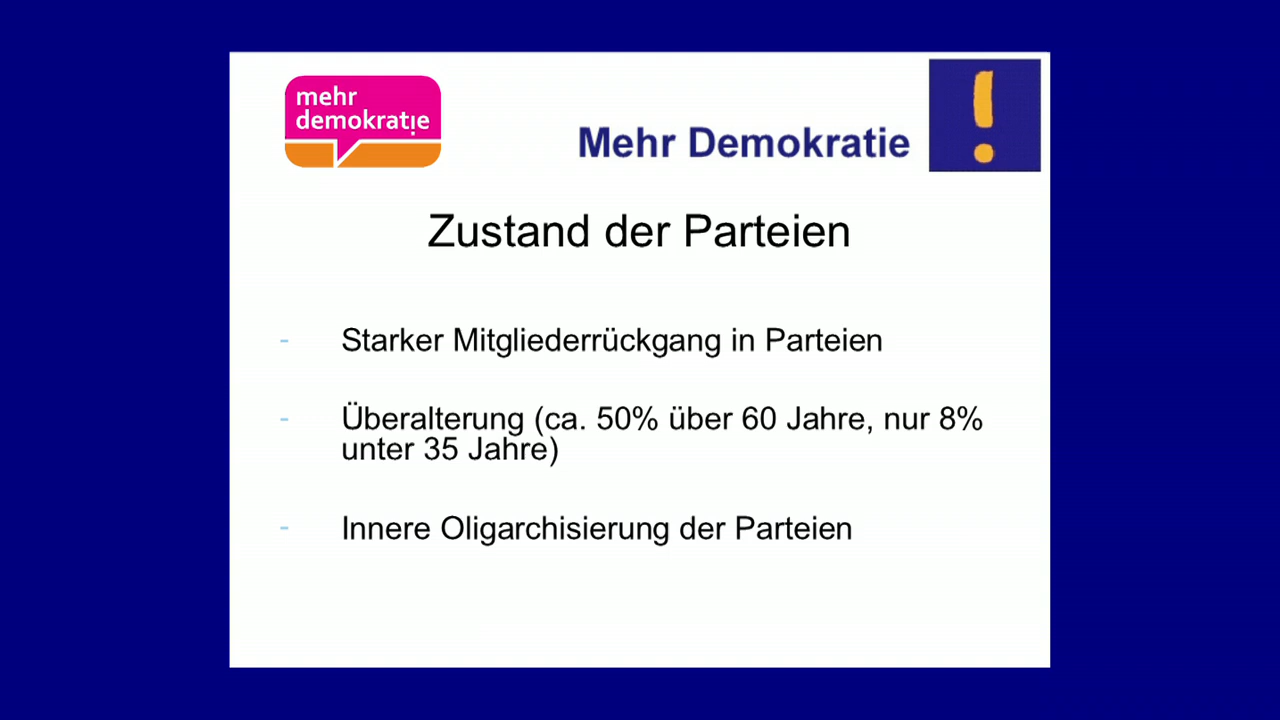 mehr
demokratie
Mehr Demokratie
!
Zustand der Parteien
- Starker Mitgliederrückgang in Parteien
- Überalterung (ca. 50% über 60 Jahre, nur 8%
unter 35 Jahre)
- Innere Oligarchisierung der Parteien